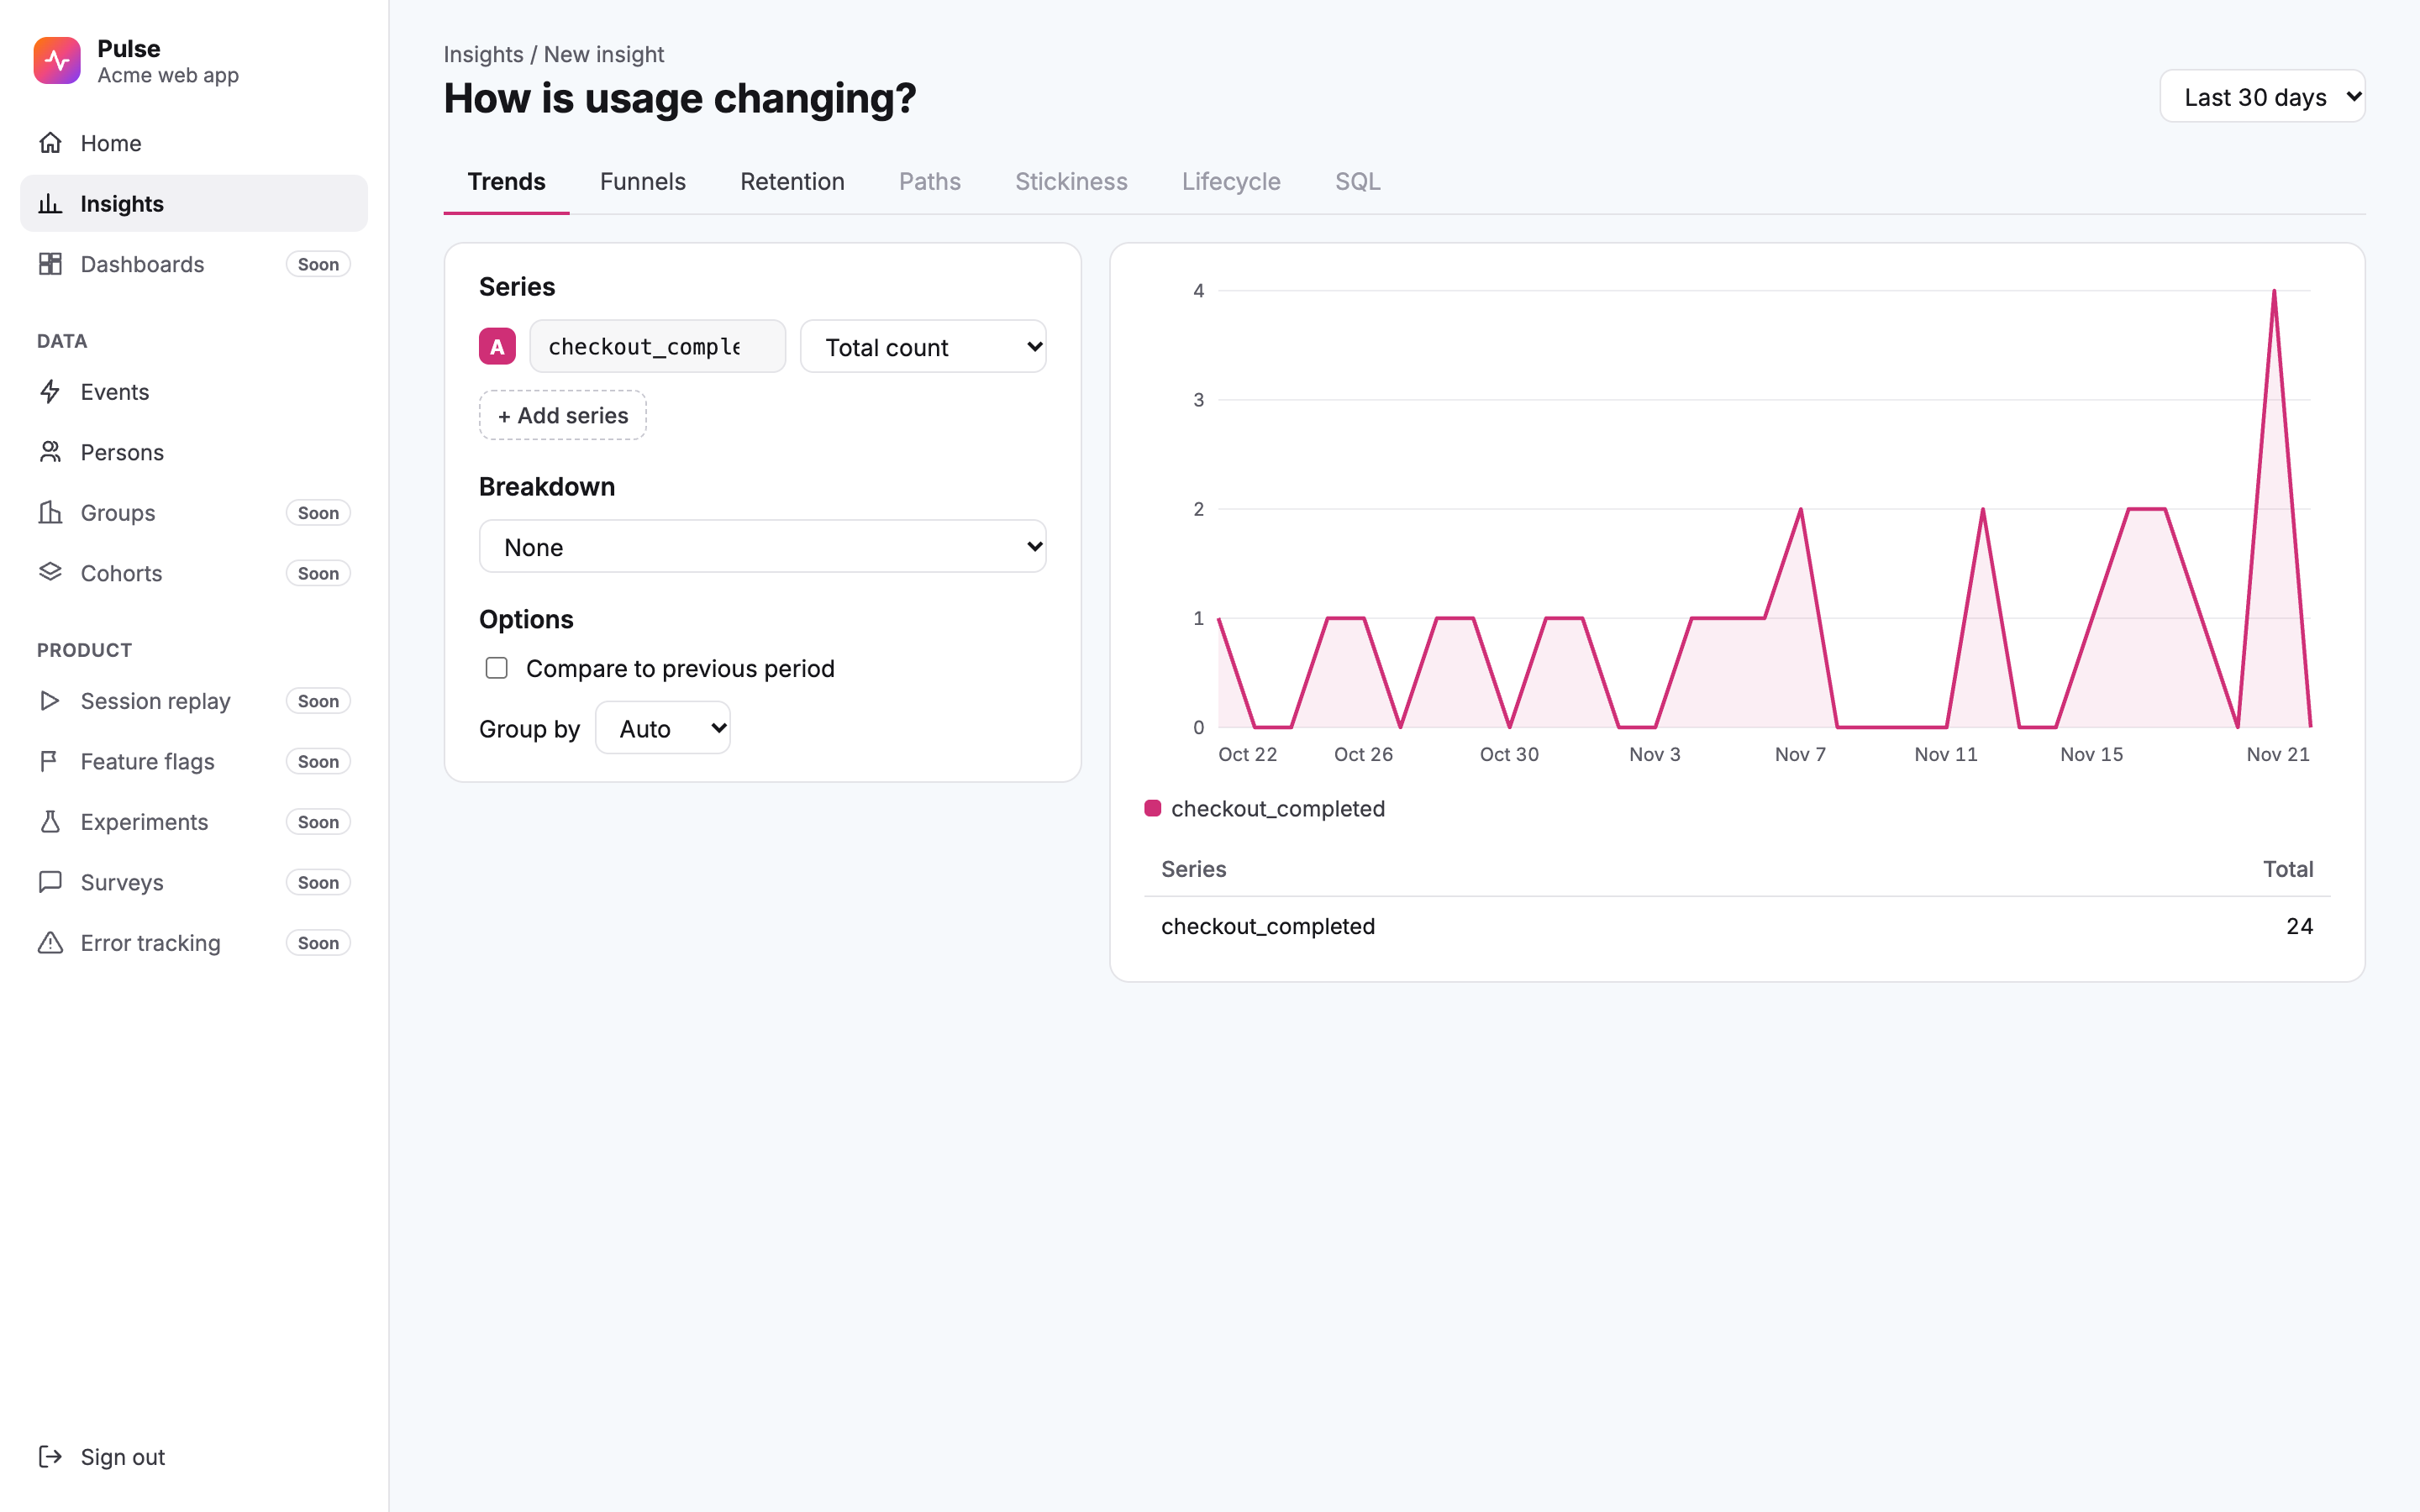 Pulse
Acme web app
Home
Insights
Dashboards Soon
DATA
Events
Persons
Groups Soon
Cohorts Soon
PRODUCT
Session replay Soon
Feature flags Soon
Experiments Soon
Surveys Soon
Error tracking Soon
Sign out
Insights / New insight
How is usage changing?
Last 30 days
Trends Funnels Retention Paths Stickiness Lifecycle SQL
Series
A checkout_comple Total count
+ Add series
Breakdown
None
Options
Compare to previous period
Group by Auto
4
3
2
1
0
Oct 22 Oct 26 Oct 30 Nov 3 Nov 7 Nov 11 Nov 15 Nov 21
checkout_completed
Series Total
checkout_completed 24